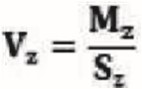 V_z = M_z / S_z